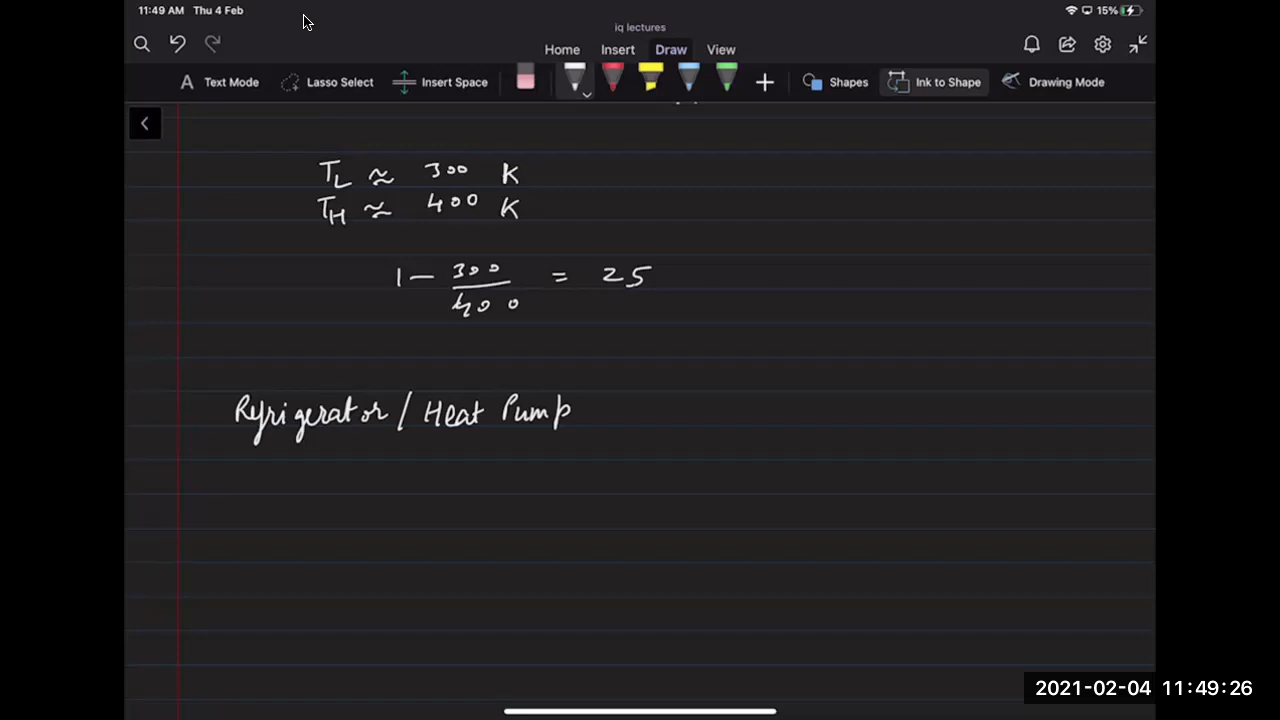 11:49 AM Thu 4 Feb
15%
iq lectures
Home Insert Draw View
Text Mode Lasso Select Insert Space Shapes Ink to Shape Drawing Mode
T_L ≈ 300 K
T_H ≈ 400 K
1 - 300/400 = 25
Refrigerator / Heat Pump
2021-02-04 11:49:26